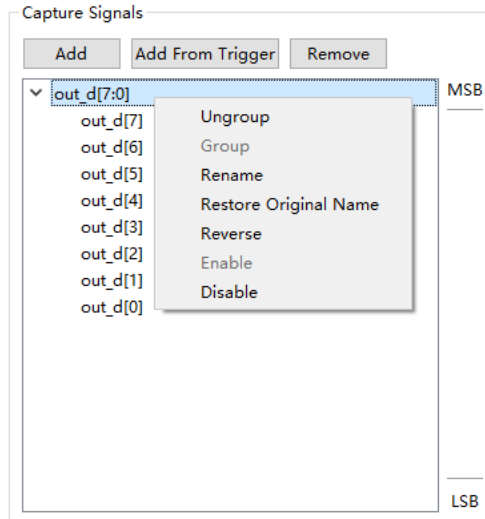 Capture Signals
Add Add From Trigger Remove
out_d[7:0] MSB
out_d[7] Ungroup
out_d[6] Group
out_d[5] Rename
out_d[4] Restore Original Name
out_d[3] Reverse
out_d[2] Enable
out_d[1] Disable
out_d[0]
LSB